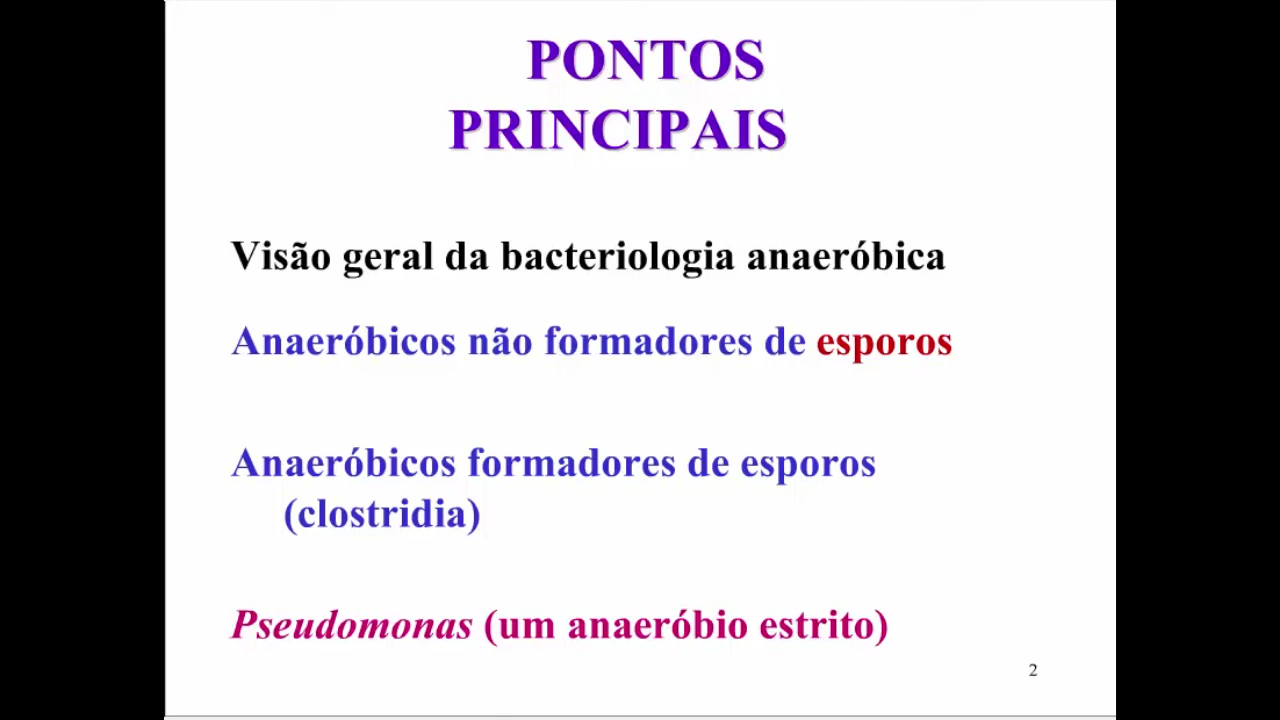 PONTOS
PRINCIPAIS
Visão geral da bacteriologia anaeróbica
Anaeróbicos não formadores de esporos
Anaeróbicos formadores de esporos
(clostridia)
Pseudomonas (um anaeróbio estrito)
2